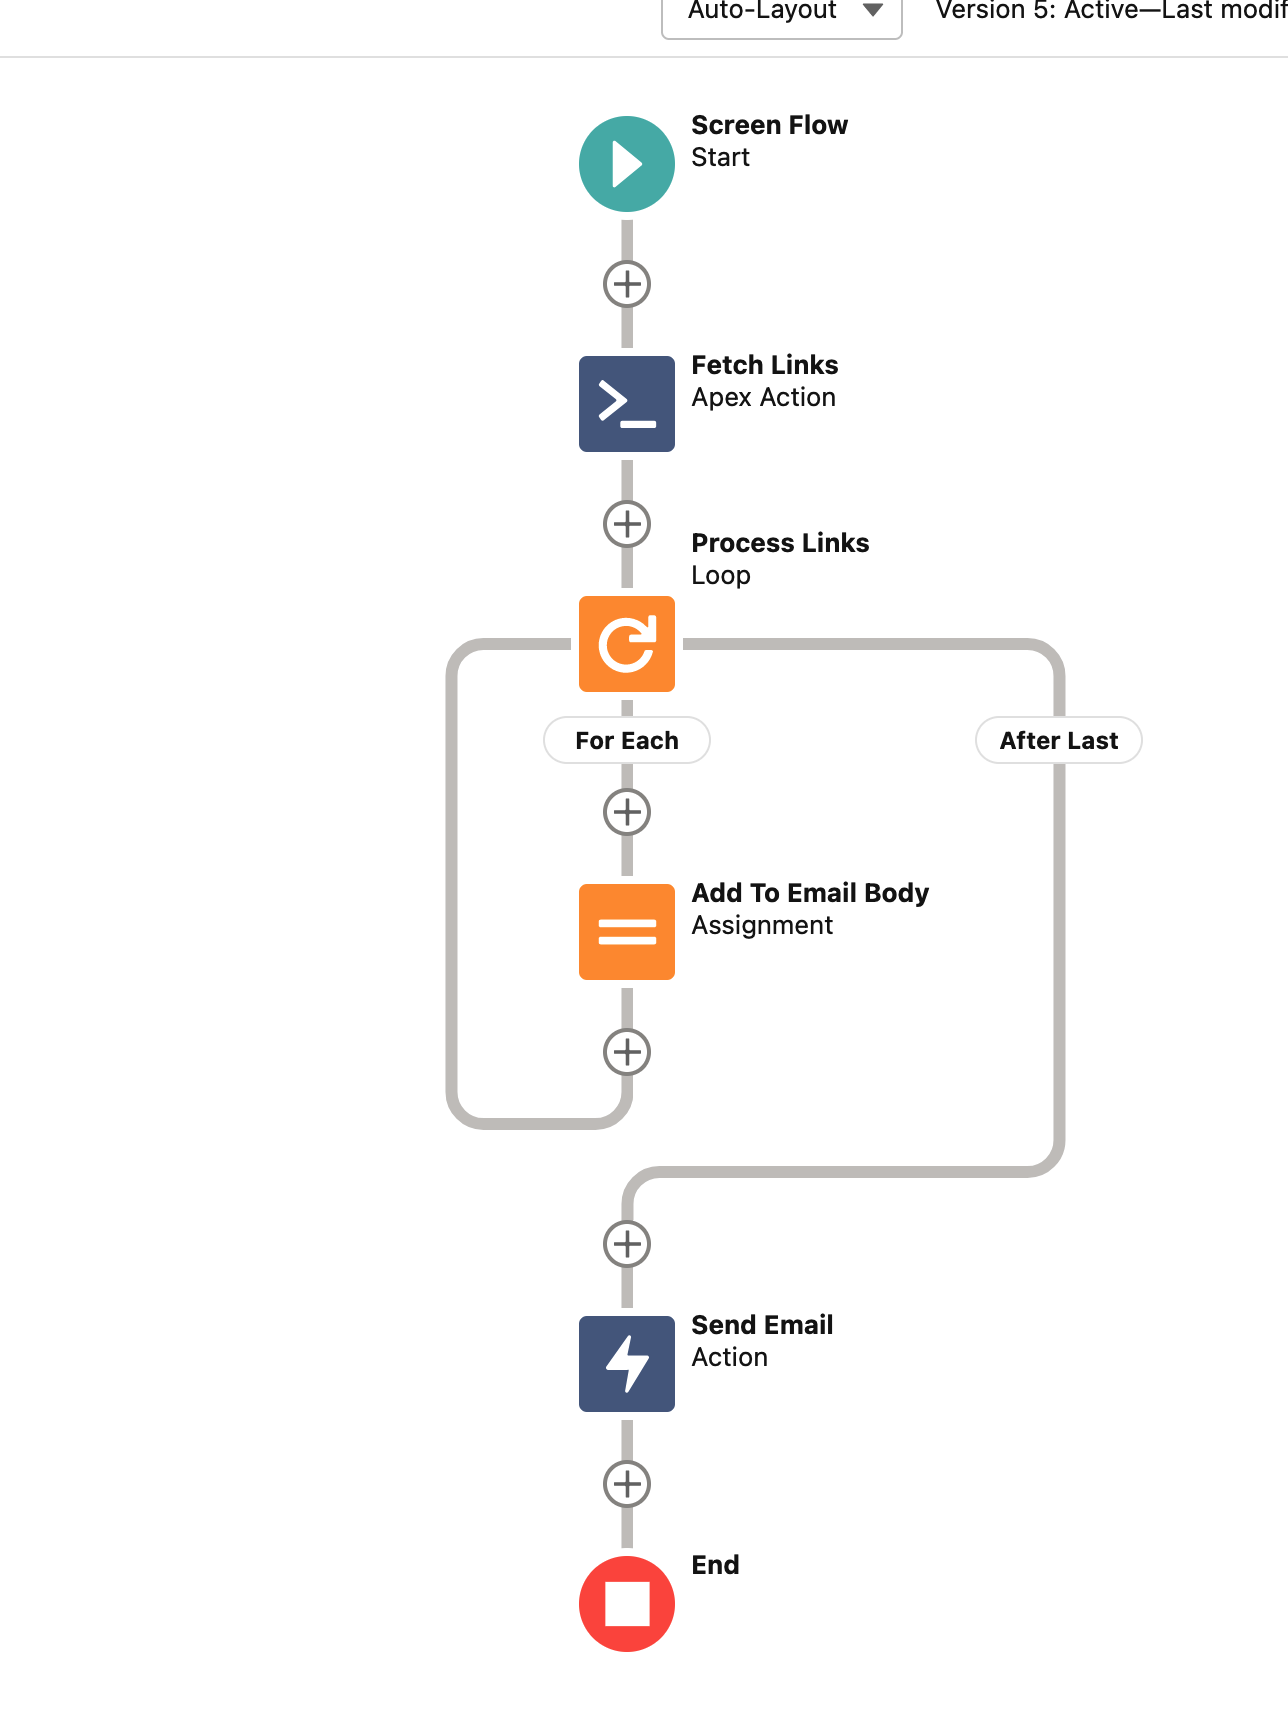 Auto-Layout
Version 5: Active—Last modif
Screen Flow
Start
Fetch Links
Apex Action
Process Links
Loop
For Each
After Last
Add To Email Body
Assignment
Send Email
Action
End